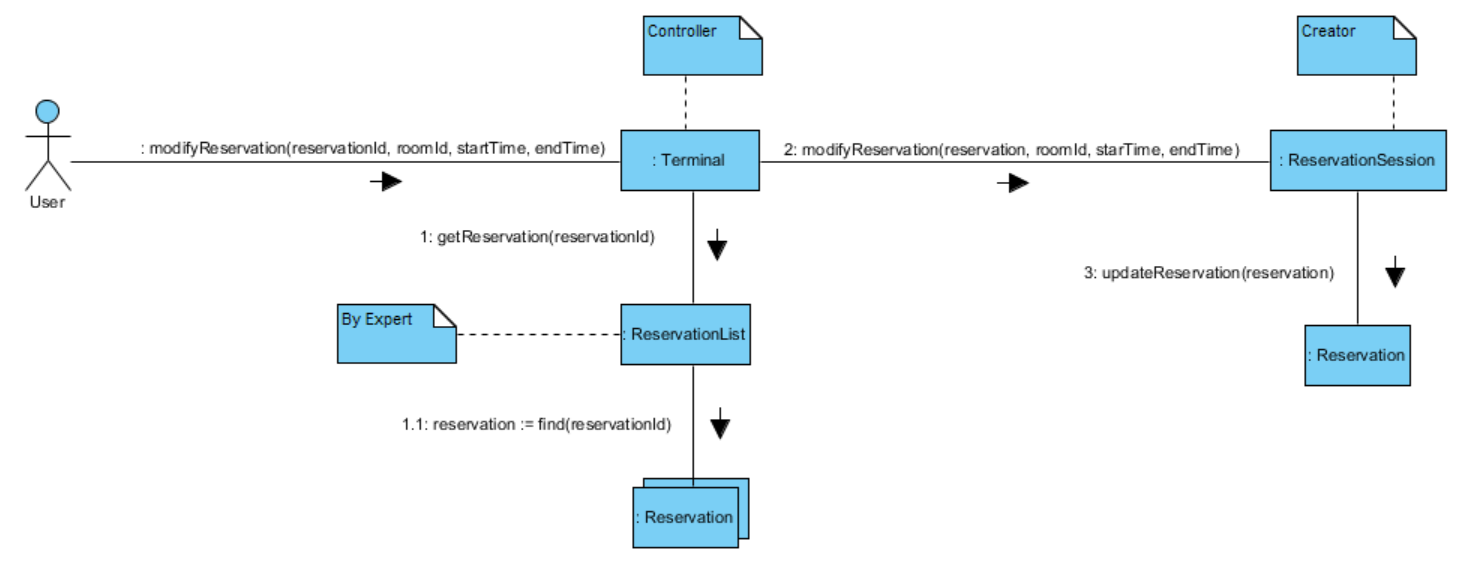 Controller
Creator
: modifyReservation(reservationId, roomId, startTime, endTime)
: Terminal
2: modifyReservation(reservation, roomId, starTime, endTime)
: ReservationSession
User
1: getReservation(reservationId)
3: updateReservation(reservation)
By Expert
: ReservationList
: Reservation
1.1: reservation := find(reservationId)
: Reservation